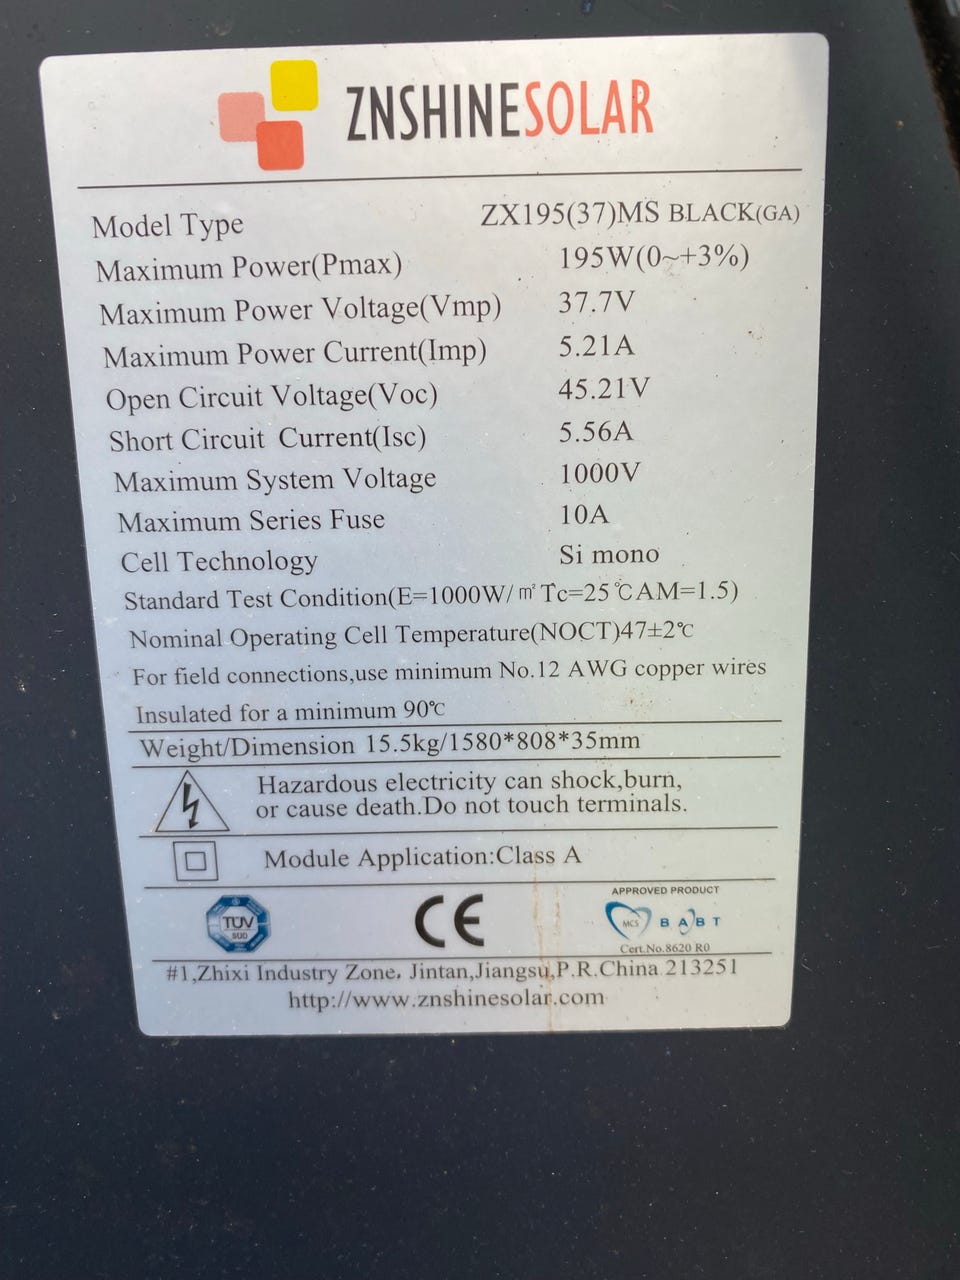 ZNSHINESOLAR
Model Type ZX195(37)MS BLACK(GA)
Maximum Power(Pmax) 195W(0~+3%)
Maximum Power Voltage(Vmp) 37.7V
Maximum Power Current(Imp) 5.21A
Open Circuit Voltage(Voc) 45.21V
Short Circuit Current(Isc) 5.56A
Maximum System Voltage 1000V
Maximum Series Fuse 10A
Cell Technology Si mono
Standard Test Condition(E=1000W/㎡ Tc=25℃ AM=1.5)
Nominal Operating Cell Temperature(NOCT)47±2℃
For field connections,use minimum No.12 AWG copper wires
Insulated for a minimum 90℃
Weight/Dimension 15.5kg/1580*808*35mm
Hazardous electricity can shock,burn,
or cause death.Do not touch terminals.
Module Application:Class A
APPROVED PRODUCT
TÜV
SÜD
CE
MCS BABT
Cert.No.8620 R0
#1,Zhixi Industry Zone, Jintan,Jiangsu,P.R.China 213251
http://www.znshinesolar.com